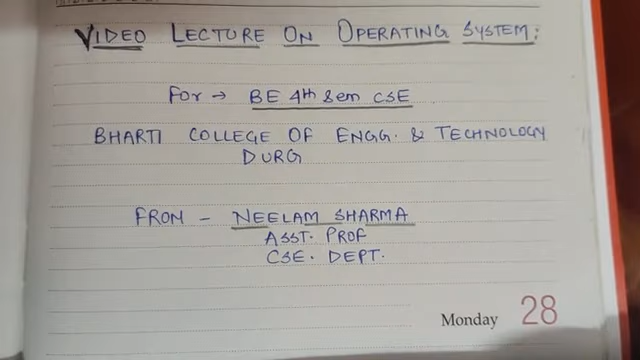 VIDEO LECTURE ON OPERATING SYSTEM:
For → BE 4th Sem CSE
BHARTI COLLEGE OF ENGG. & TECHNOLOGY
DURG
FRON - NEELAM SHARMA
ASST. PROF
CSE. DEPT.
Monday 28